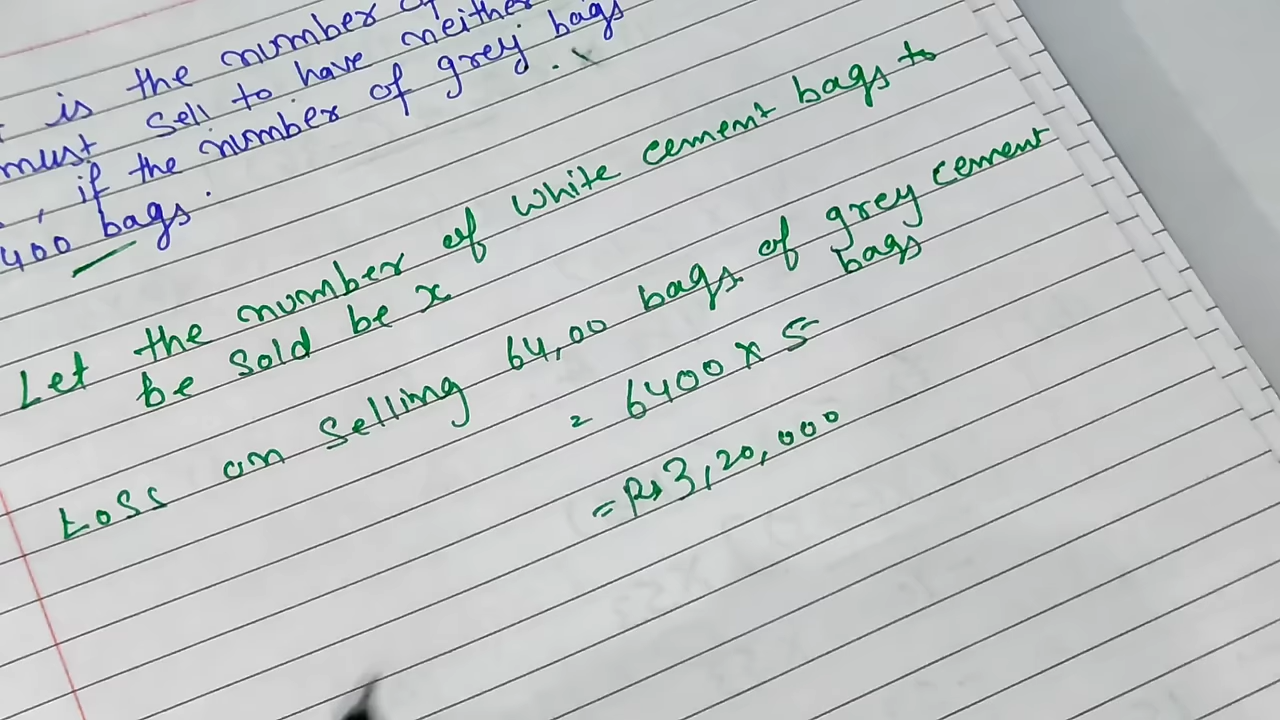 is the number of
must sell to have neither
, if the number of grey bags
400 bags.
Let the number of white cement bags to
be sold be x
Loss on selling 64,00 bags of grey cement
bags
= 6400 x 5
= Rs 3,20,000